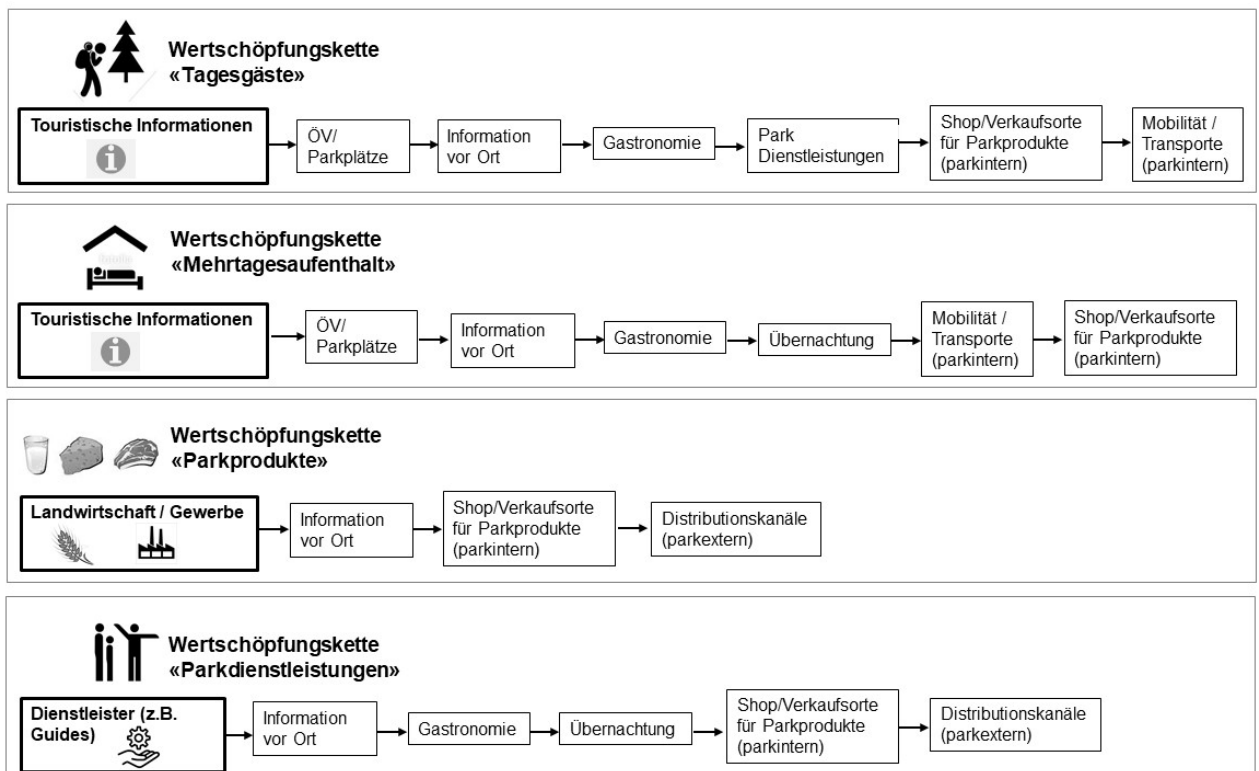 Wertschöpfungskette
«Tagesgäste»
Touristische Informationen
ÖV/
Parkplätze
Information
vor Ort
Gastronomie
Park
Dienstleistungen
Shop/Verkaufsorte
für Parkprodukte
(parkintern)
Mobilität /
Transporte
(parkintern)
Wertschöpfungskette
«Mehrtagesaufenthalt»
Touristische Informationen
ÖV/
Parkplätze
Information
vor Ort
Gastronomie
Übernachtung
Mobilität /
Transporte
(parkintern)
Shop/Verkaufsorte
für Parkprodukte
(parkintern)
Wertschöpfungskette
«Parkprodukte»
Landwirtschaft / Gewerbe
Information
vor Ort
Shop/Verkaufsorte
für Parkprodukte
(parkintern)
Distributionskanäle
(parkextern)
Wertschöpfungskette
«Parkdienstleistungen»
Dienstleister (z.B.
Guides)
Information
vor Ort
Gastronomie
Übernachtung
Shop/Verkaufsorte
für Parkprodukte
(parkintern)
Distributionskanäle
(parkextern)